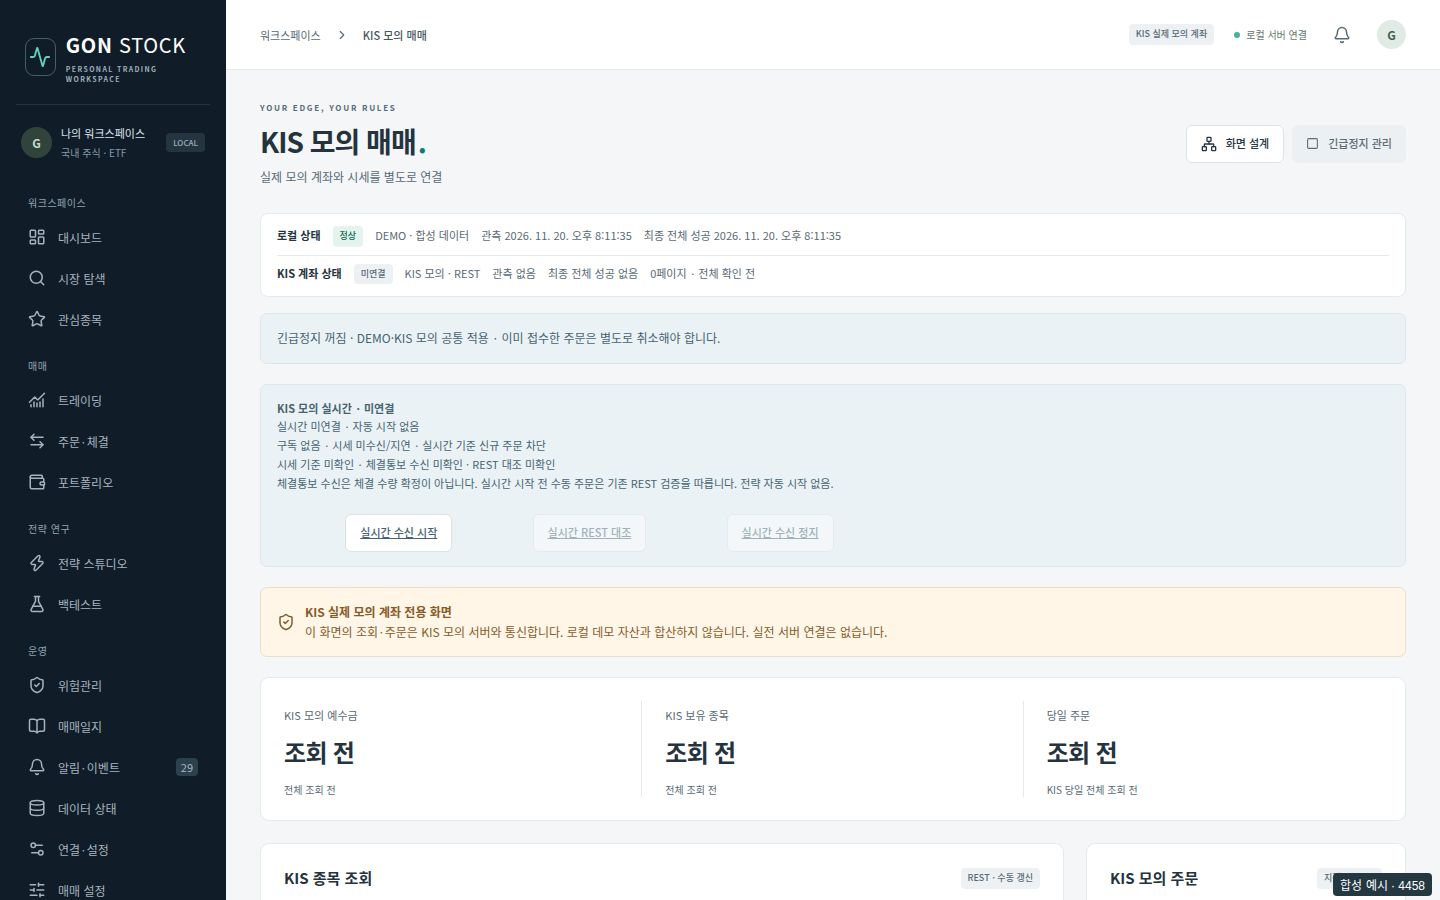 GON STOCK
PERSONAL TRADING
WORKSPACE
G
나의 워크스페이스
국내 주식 · ETF
LOCAL
워크스페이스
대시보드
시장 탐색
관심종목
매매
트레이딩
주문·체결
포트폴리오
전략 연구
전략 스튜디오
백테스트
운영
위험관리
매매일지
알림·이벤트
29
데이터 상태
연결·설정
매매 설정
워크스페이스
KIS 모의 매매
KIS 실제 모의 계좌
로컬 서버 연결
G
YOUR EDGE, YOUR RULES
KIS 모의 매매.
실제 모의 계좌와 시세를 별도로 연결
화면 설계
긴급정지 관리
로컬 상태 정상 DEMO · 합성 데이터 관측 2026. 11. 20. 오후 8:11:35 최종 전체 성공 2026. 11. 20. 오후 8:11:35
KIS 계좌 상태 미연결 KIS 모의 · REST 관측 없음 최종 전체 성공 없음 0페이지 · 전체 확인 전
긴급정지 꺼짐 · DEMO·KIS 모의 공통 적용 · 이미 접수한 주문은 별도로 취소해야 합니다.
KIS 모의 실시간 · 미연결
실시간 미연결 · 자동 시작 없음
구독 없음 · 시세 미수신/지연 · 실시간 기준 신규 주문 차단
시세 기준 미확인 · 체결통보 수신 미확인 · REST 대조 미확인
체결통보 수신은 체결 수량 확정이 아닙니다. 실시간 시작 전 수동 주문은 기존 REST 검증을 따릅니다. 전략 자동 시작 없음.
실시간 수신 시작
실시간 REST 대조
실시간 수신 정지
KIS 실제 모의 계좌 전용 화면
이 화면의 조회·주문은 KIS 모의 서버와 통신합니다. 로컬 데모 자산과 합산하지 않습니다. 실전 서버 연결은 없습니다.
KIS 모의 예수금
조회 전
전체 조회 전
KIS 보유 종목
조회 전
전체 조회 전
당일 주문
조회 전
KIS 당일 전체 조회 전
KIS 종목 조회
REST · 수동 갱신
KIS 모의 주문
합성 예시 · 4458